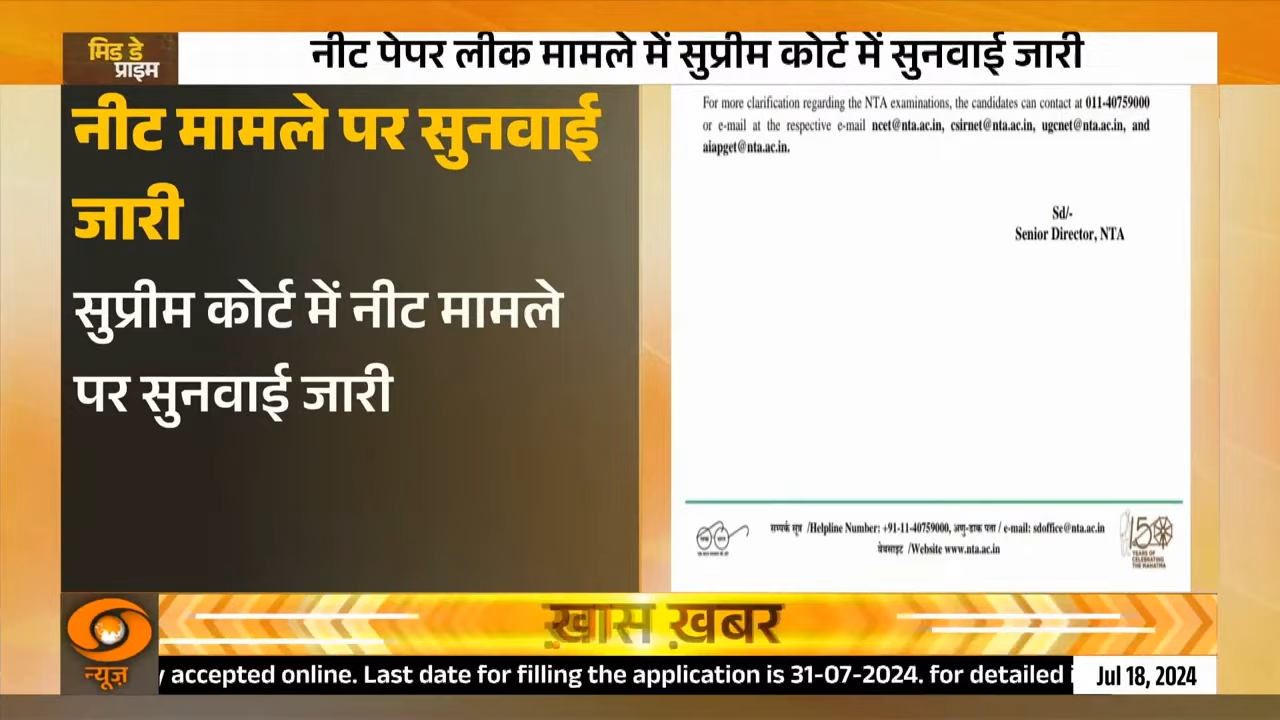 मिड डे
प्राइम
नीट पेपर लीक मामले में सुप्रीम कोर्ट में सुनवाई जारी
नीट मामले पर सुनवाई
जारी
सुप्रीम कोर्ट में नीट मामले
पर सुनवाई जारी
For more clarification regarding the NTA examinations, the candidates can contact at 011-40759000
or e-mail at the respective e-mail ncet@nta.ac.in, csirnet@nta.ac.in, ugcnet@nta.ac.in, and
aiapget@nta.ac.in.
Sd/-
Senior Director, NTA
सम्पर्क सूत्र /Helpline Number: +91-11-40759000, अणु-डाक पता / e-mail: sdoffice@nta.ac.in
वेबसाइट /Website www.nta.ac.in
150
YEARS OF
CELEBRATING
THE MAHATMA
ख़ास ख़बर
न्यूज़
y accepted online. Last date for filling the application is 31-07-2024. for detailed
Jul 18, 2024